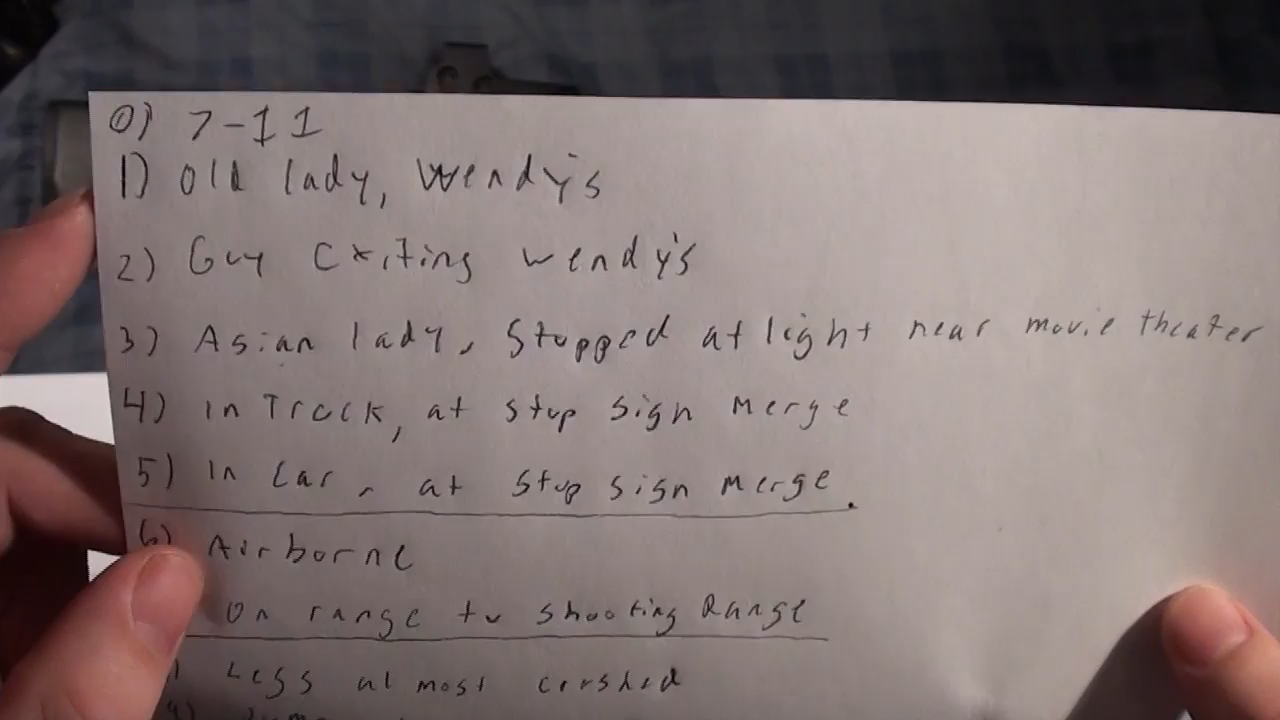 0) 7-11
1) Old lady, Wendy's
2) Guy Exiting Wendy's
3) Asian lady, Stopped at light near movie theater
4) in Truck, at stop sign Merge
5) In Car, at stop sign Merge.
6) Airborne
On range to shooting Range
) Legs almost crushed